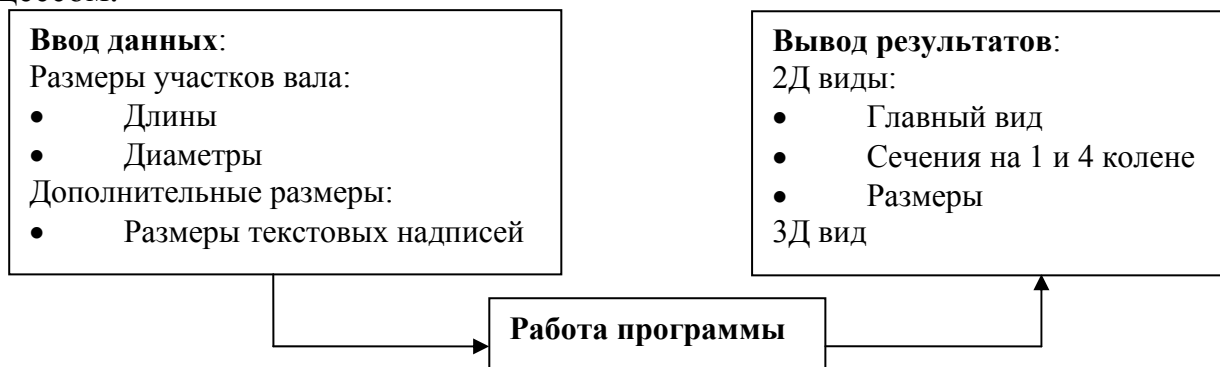 Ввод данных:
Размеры участков вала:
• Длины
• Диаметры
Дополнительные размеры:
• Размеры текстовых надписей
Вывод результатов:
2Д виды:
• Главный вид
• Сечения на 1 и 4 колене
• Размеры
3Д вид
Работа программы